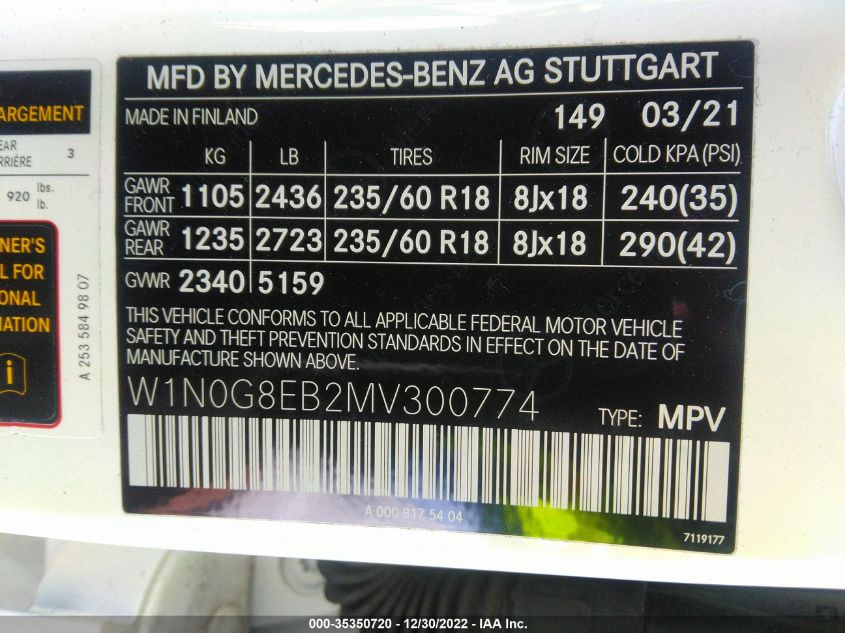 ARGEMENT
EAR
RRIÈRE 3
920 lbs.
lb.
NER'S
L FOR
ONAL
MATION
i
A 253 584 98 07
MFD BY MERCEDES-BENZ AG STUTTGART
MADE IN FINLAND 149 03/21
KG LB TIRES RIM SIZE COLD KPA (PSI)
GAWR FRONT 1105 2436 235/60 R18 8Jx18 240(35)
GAWR REAR 1235 2723 235/60 R18 8Jx18 290(42)
GVWR 2340 5159
THIS VEHICLE CONFORMS TO ALL APPLICABLE FEDERAL MOTOR VEHICLE
SAFETY AND THEFT PREVENTION STANDARDS IN EFFECT ON THE DATE OF
MANUFACTURE SHOWN ABOVE.
W1N0G8EB2MV300774 TYPE: MPV
A 000 817 54 04
7119177
000-35350720 - 12/30/2022 - IAA Inc.